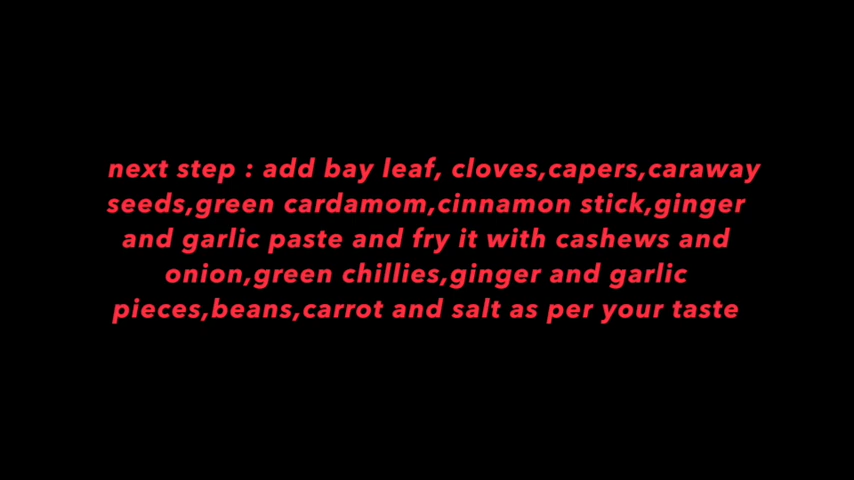 next step : add bay leaf, cloves,capers,caraway
seeds,green cardamom,cinnamon stick,ginger
and garlic paste and fry it with cashews and
onion,green chillies,ginger and garlic
pieces,beans,carrot and salt as per your taste